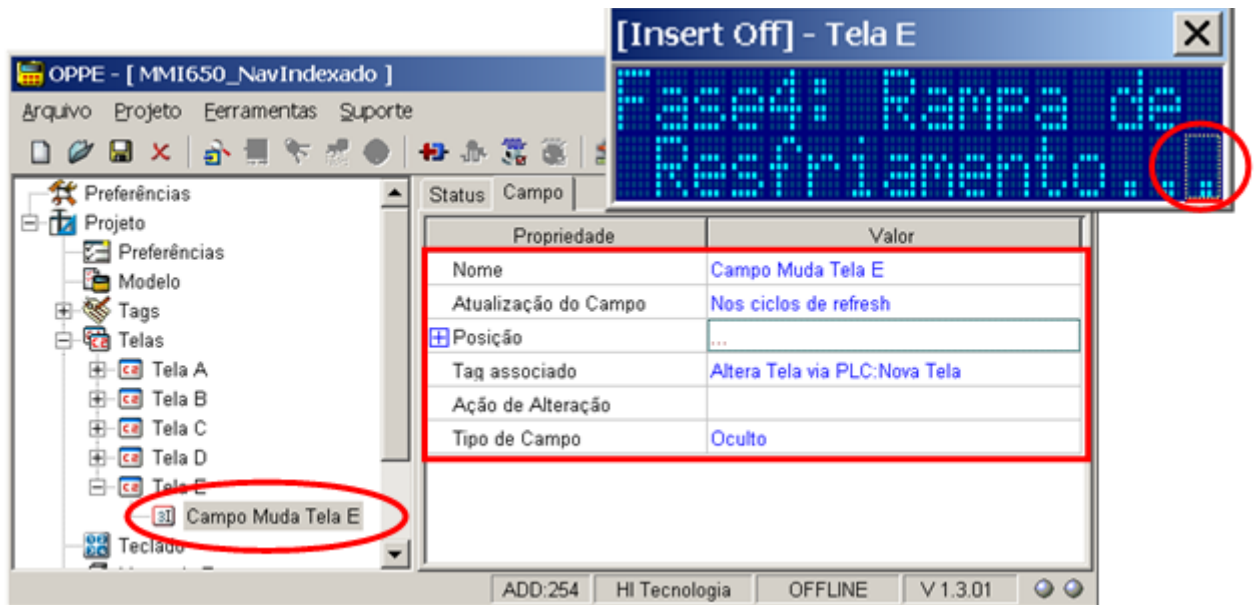 [Insert Off] - Tela E
Fase4: Rampa de
Resfriamento...
OPPE - [ MMI650_NavIndexado ]
Arquivo Projeto Ferramentas Suporte
Preferências
Projeto
Preferências
Modelo
Tags
Telas
Tela A
Tela B
Tela C
Tela D
Tela E
Campo Muda Tela E
Teclado
Status Campo
Propriedade Valor
Nome Campo Muda Tela E
Atualização do Campo Nos ciclos de refresh
Posição ...
Tag associado Altera Tela via PLC:Nova Tela
Ação de Alteração
Tipo de Campo Oculto
ADD:254 HI Tecnologia OFFLINE V 1.3.01